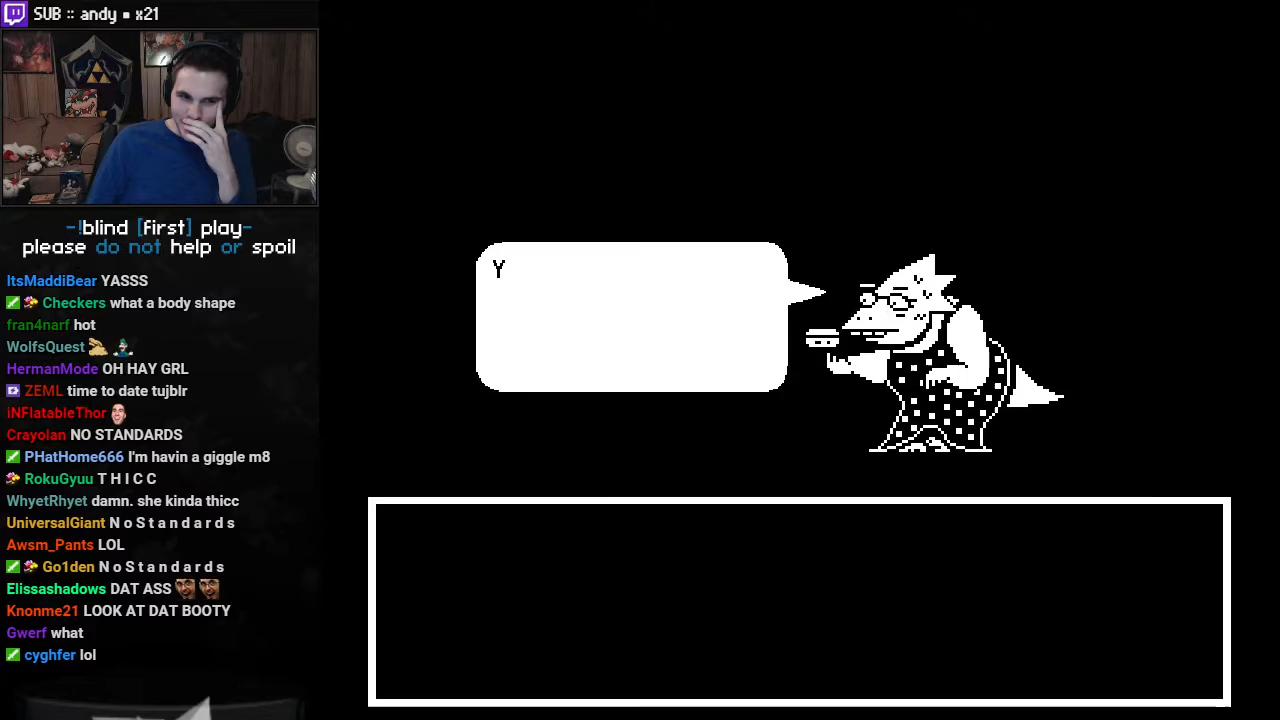 SUB :: andy ▪ x21
-!blind [first] play-
please do not help or spoil
ItsMaddiBear YASSS
Checkers what a body shape
fran4narf hot
WolfsQuest
HermanMode OH HAY GRL
ZEML time to date tujblr
iNFlatableThor
Crayolan NO STANDARDS
PHatHome666 I'm havin a giggle m8
RokuGyuu T H I C C
WhyetRhyet damn. she kinda thicc
UniversalGiant N o S t a n d a r d s
Awsm_Pants LOL
Go1den N o S t a n d a r d s
Elissashadows DAT ASS
Knonme21 LOOK AT DAT BOOTY
Gwerf what
cyghfer lol
Y